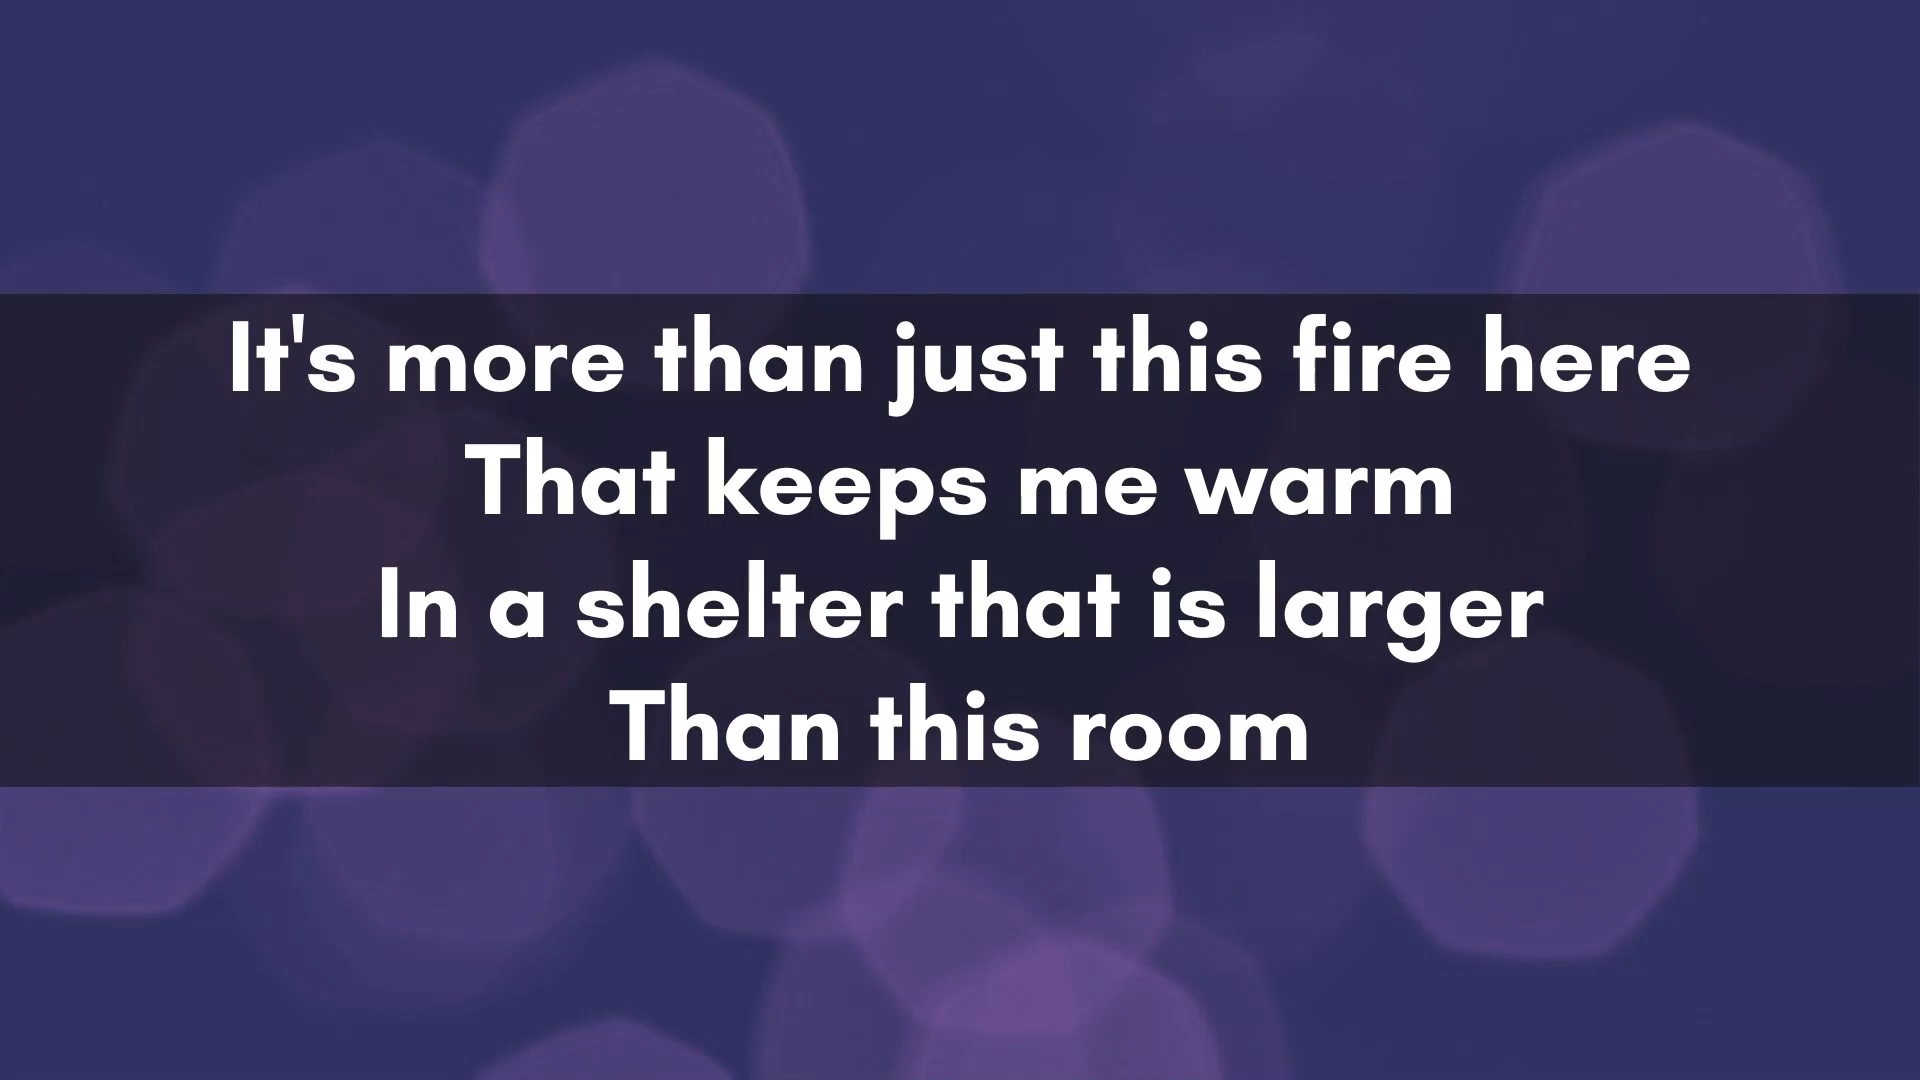 It's more than just this fire here
That keeps me warm
In a shelter that is larger
Than this room